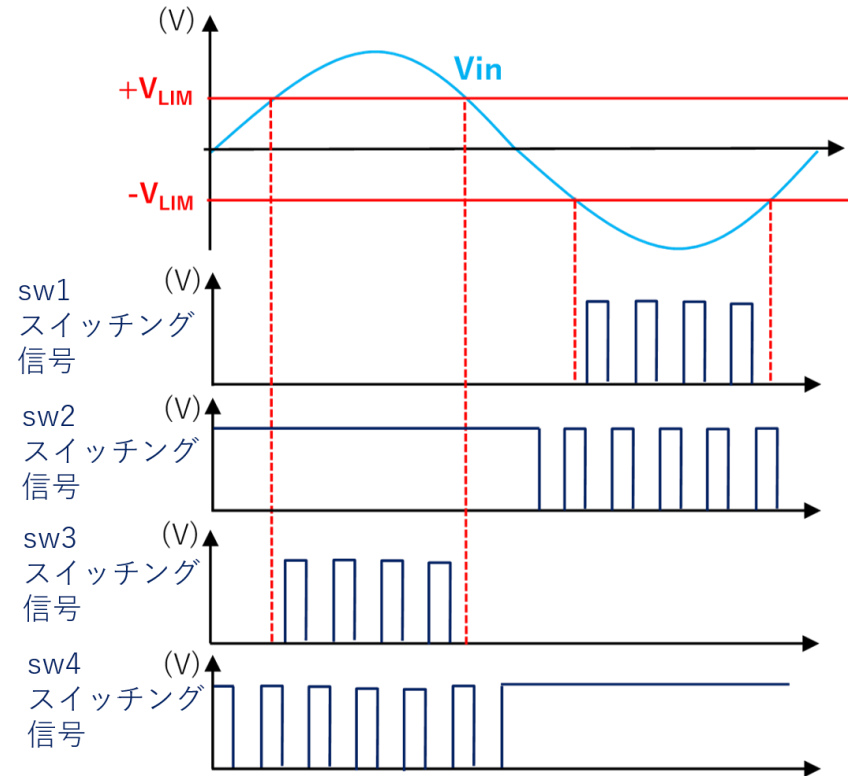 (V)
Vin
+VLIM
-VLIM
(V)
sw1
スイッチング
信号
(V)
sw2
スイッチング
信号
(V)
sw3
スイッチング
信号
(V)
sw4
スイッチング
信号